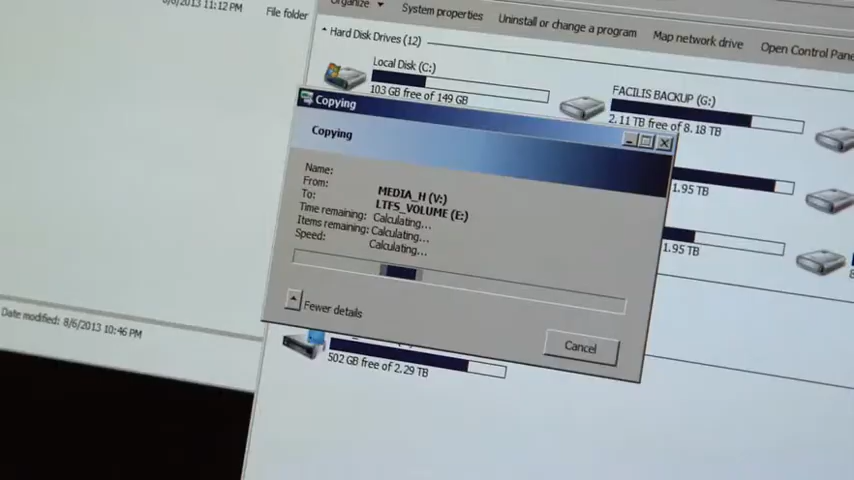 8/6/2013 11:12 PM
File folder
Organize
System properties
Uninstall or change a program
Map network drive
Open Control Pane
Hard Disk Drives (12)
Local Disk (C:)
103 GB free of 149 GB
FACILIS BACKUP (G:)
2.11 TB free of 8.18 TB
Copying
Copying
1.95 TB
Name:
From: MEDIA_H (V:)
To: LTFS_VOLUME (E:)
Time remaining: Calculating...
Items remaining: Calculating...
Speed: Calculating...
1.95 TB
Fewer details
Cancel
Date modified: 8/6/2013 10:46 PM
502 GB free of 2.29 TB